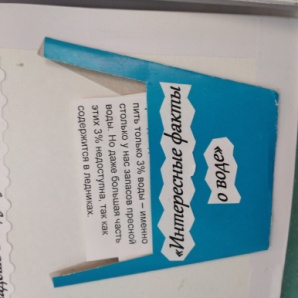 «Интересные факты
о воде»
пить только 3% воды – именно
столько у нас запасов пресной
воды. Но даже большая часть
этих 3% недоступна, так как
содержится в ледниках.